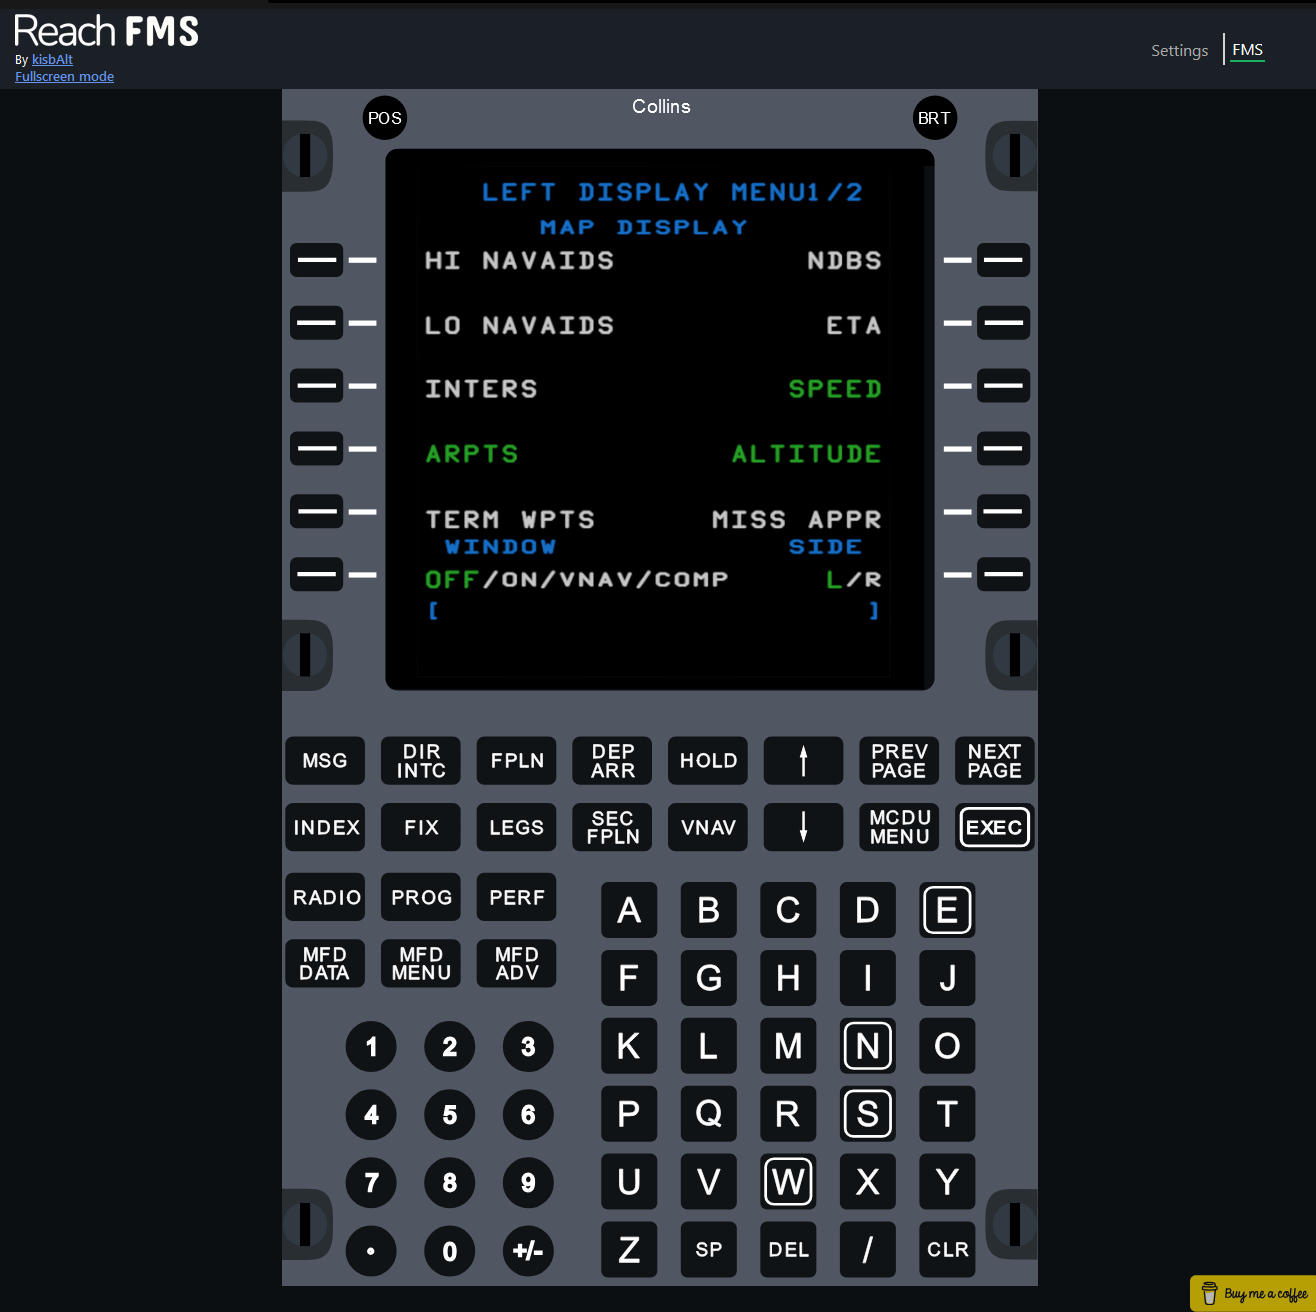 Reach FMS
By kisbAlt
Fullscreen mode
Settings
FMS
Collins
POS
BRT
LEFT DISPLAY MENU1/2
MAP DISPLAY
HI NAVAIDS NDBS
LO NAVAIDS ETA
INTERS SPEED
ARPTS ALTITUDE
TERM WPTS MISS APPR
WINDOW SIDE
OFF/ON/VNAV/COMP L/R
[ ]
MSG DIR INTC FPLN DEP ARR HOLD ↑ PREV PAGE NEXT PAGE
INDEX FIX LEGS SEC FPLN VNAV ↓ MCDU MENU EXEC
RADIO PROG PERF
MFD DATA MFD MENU MFD ADV
A B C D E
F G H I J
K L M N O
P Q R S T
U V W X Y
Z SP DEL / CLR
1 2 3
4 5 6
7 8 9
. 0 +/-
Buy me a coffee